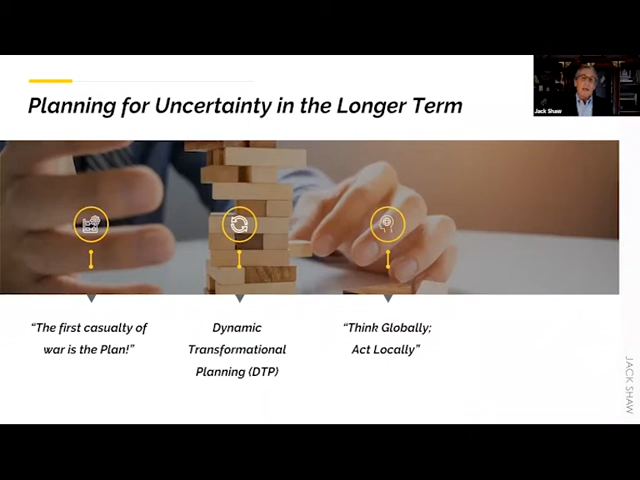 Planning for Uncertainty in the Longer Term
Jack Shaw
“The first casualty of
war is the Plan!”
Dynamic
Transformational
Planning (DTP)
“Think Globally;
Act Locally”
JACK SHAW